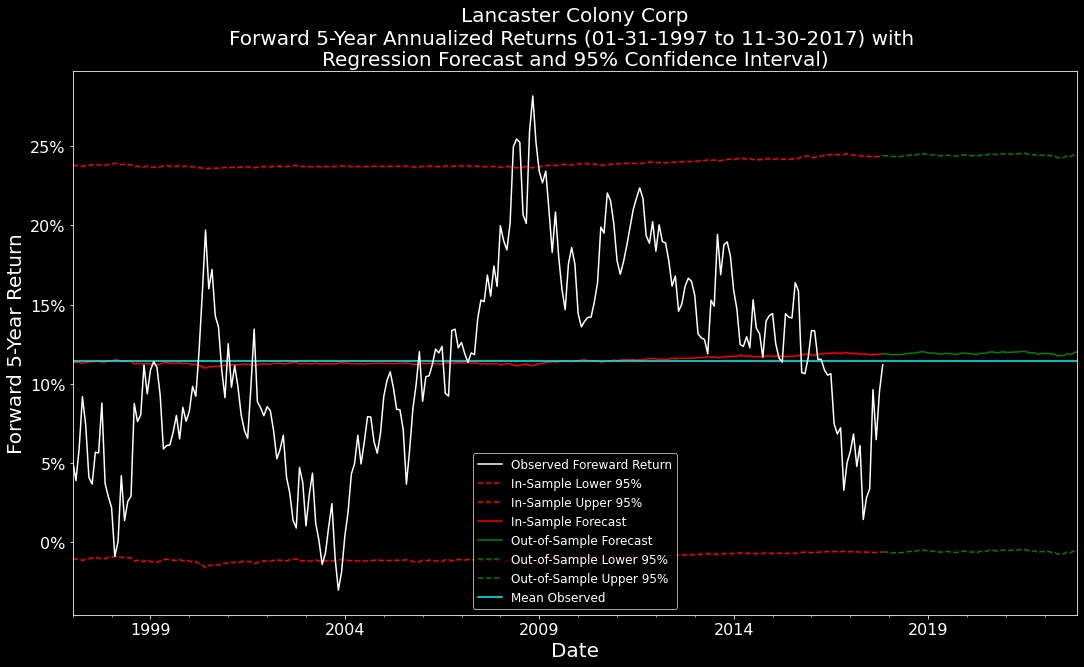 Lancaster Colony Corp
Forward 5-Year Annualized Returns (01-31-1997 to 11-30-2017) with
Regression Forecast and 95% Confidence Interval)
Forward 5-Year Return
25%
20%
15%
10%
5%
0%
Observed Foreward Return
In-Sample Lower 95%
In-Sample Upper 95%
In-Sample Forecast
Out-of-Sample Forecast
Out-of-Sample Lower 95%
Out-of-Sample Upper 95%
Mean Observed
1999
2004
2009
2014
2019
Date